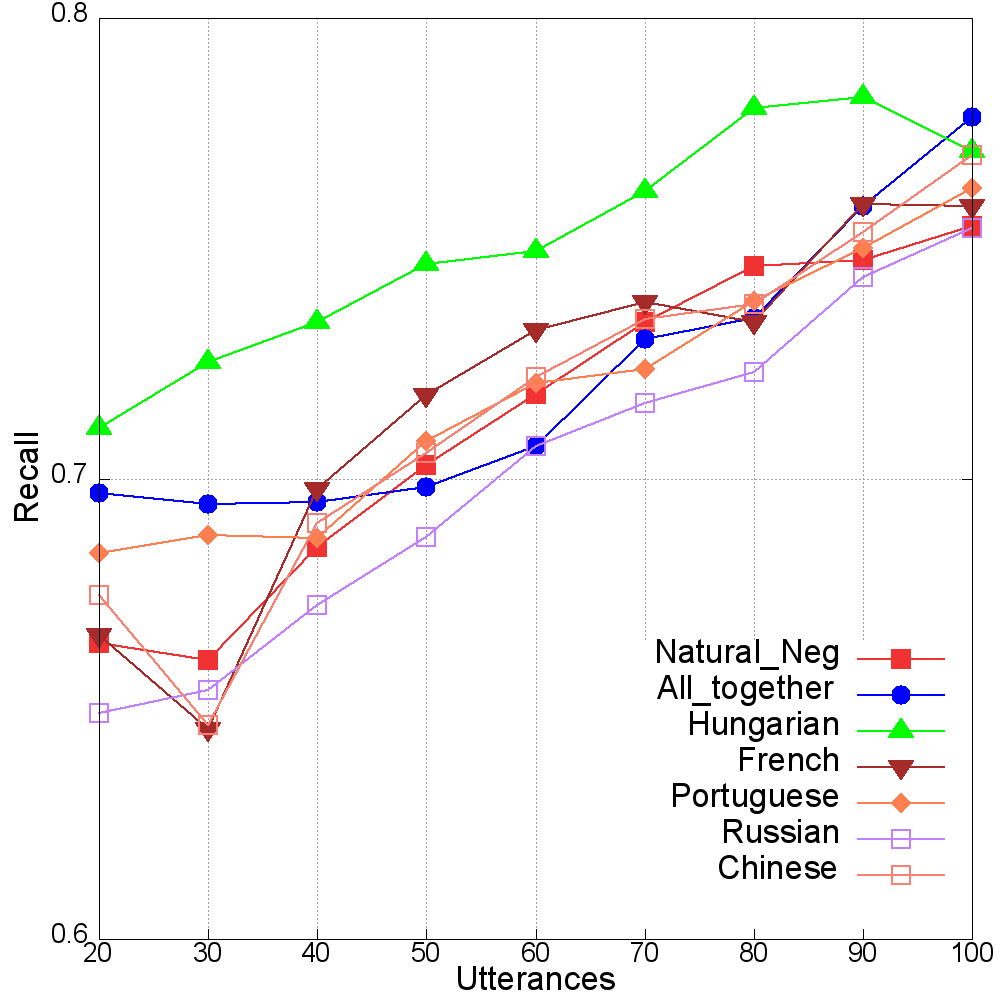 0.8
0.7
0.6
Recall
Natural_Neg
All_together
Hungarian
French
Portuguese
Russian
Chinese
20 30 40 50 60 70 80 90 100
Utterances